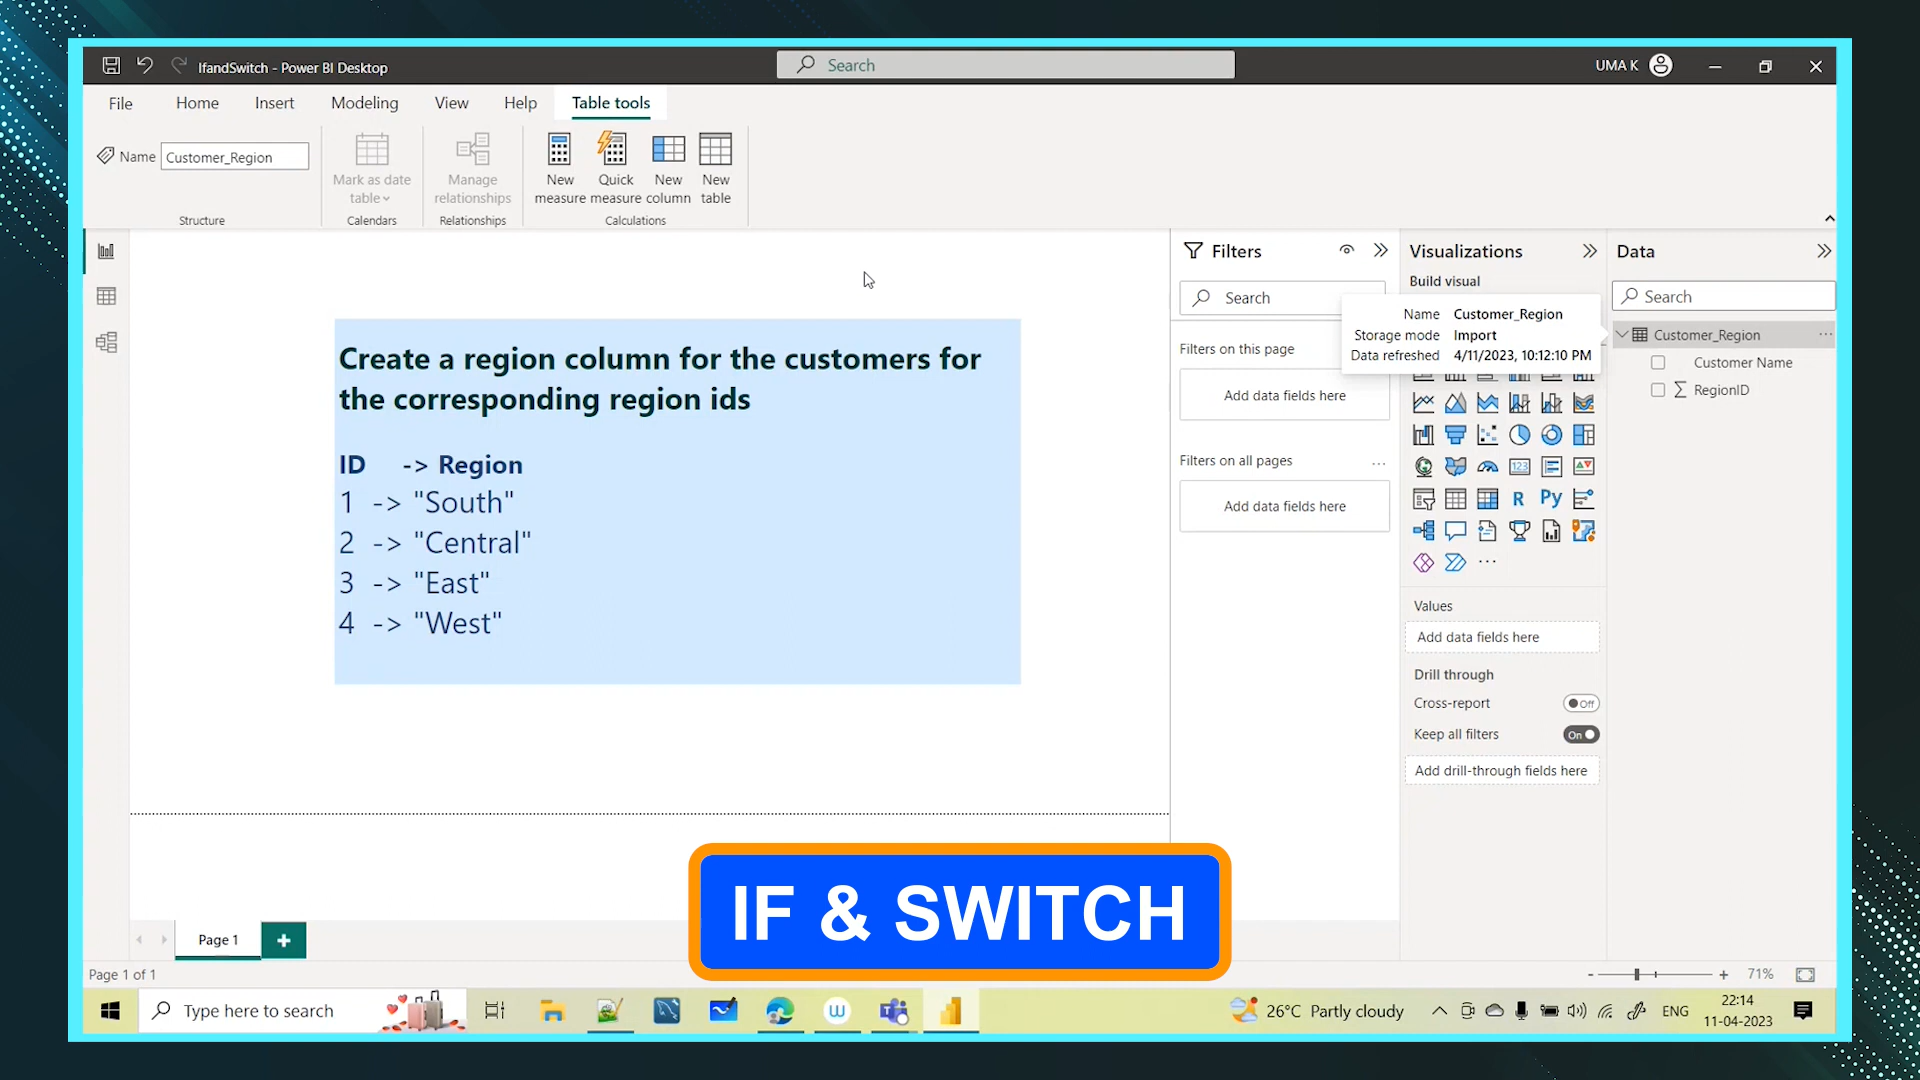 IfandSwitch - Power BI Desktop
Search
UMA K
File
Home
Insert
Modeling
View
Help
Table tools
Name
Customer_Region
Structure
Mark as date
table
Calendars
Manage
relationships
Relationships
New
measure
Quick
measure
New
column
New
table
Calculations
Create a region column for the customers for
the corresponding region ids
ID -> Region
1 -> "South"
2 -> "Central"
3 -> "East"
4 -> "West"
Filters
Search
Filters on this page
Add data fields here
Filters on all pages
...
Add data fields here
Visualizations
Build visual
Name Customer_Region
Storage mode Import
Data refreshed 4/11/2023, 10:12:10 PM
123
R
Py
...
Values
Add data fields here
Drill through
Cross-report
Off
Keep all filters
On
Add drill-through fields here
Data
Search
Customer_Region
...
Customer Name
RegionID
IF & SWITCH
Page 1
+
Page 1 of 1
- + 71%
Type here to search
26°C Partly cloudy
ENG
22:14
11-04-2023